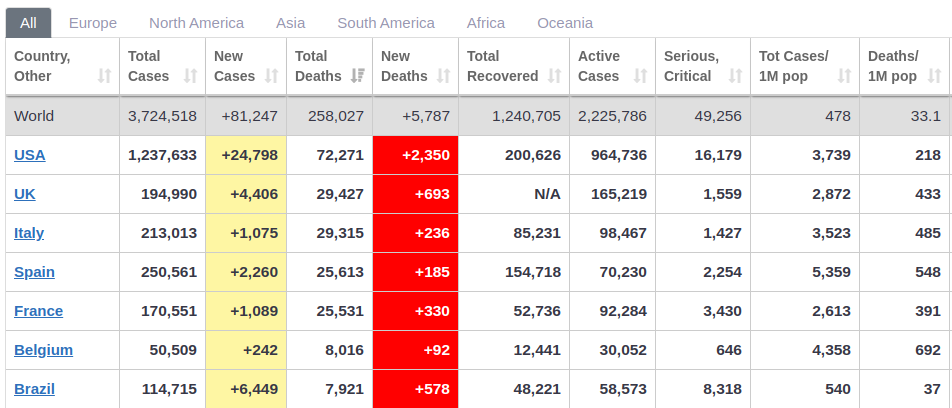 All Europe North America Asia South America Africa Oceania
Country, Other Total Cases New Cases Total Deaths New Deaths Total Recovered Active Cases Serious, Critical Tot Cases/ 1M pop Deaths/ 1M pop
World 3,724,518 +81,247 258,027 +5,787 1,240,705 2,225,786 49,256 478 33.1
USA 1,237,633 +24,798 72,271 +2,350 200,626 964,736 16,179 3,739 218
UK 194,990 +4,406 29,427 +693 N/A 165,219 1,559 2,872 433
Italy 213,013 +1,075 29,315 +236 85,231 98,467 1,427 3,523 485
Spain 250,561 +2,260 25,613 +185 154,718 70,230 2,254 5,359 548
France 170,551 +1,089 25,531 +330 52,736 92,284 3,430 2,613 391
Belgium 50,509 +242 8,016 +92 12,441 30,052 646 4,358 692
Brazil 114,715 +6,449 7,921 +578 48,221 58,573 8,318 540 37